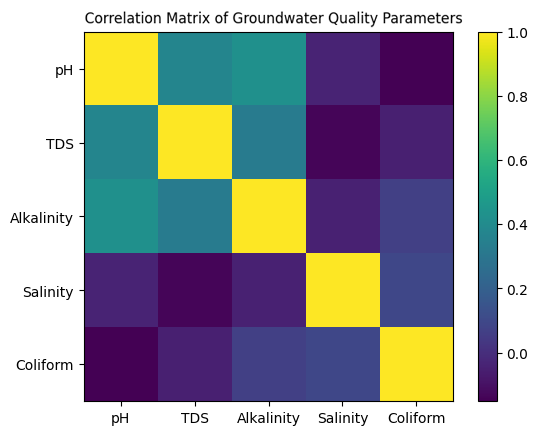 Correlation Matrix of Groundwater Quality Parameters
pH
TDS
Alkalinity
Salinity
Coliform
pH TDS Alkalinity Salinity Coliform
1.0
0.8
0.6
0.4
0.2
0.0